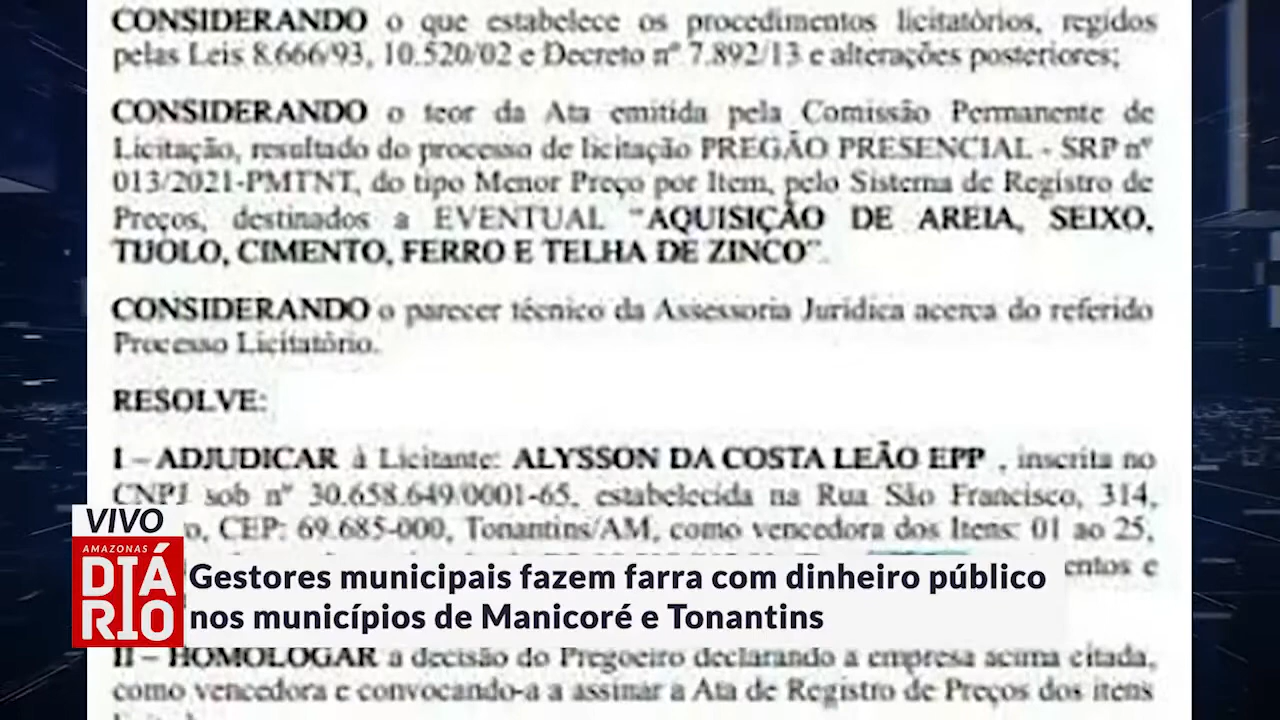 CONSIDERANDO o que estabelece os procedimentos licitatórios, regidos
pelas Leis 8.666/93, 10.520/02 e Decreto nº 7.892/13 e alterações posteriores;
CONSIDERANDO o teor da Ata emitida pela Comissão Permanente de
Licitação, resultado do processo de licitação PREGÃO PRESENCIAL - SRP nº
013/2021-PMTNT, do tipo Menor Preço por Item, pelo Sistema de Registro de
Preços, destinados a EVENTUAL "AQUISIÇÃO DE AREIA, SEIXO,
TIJOLO, CIMENTO, FERRO E TELHA DE ZINCO".
CONSIDERANDO o parecer técnico da Assessoria Jurídica acerca do referido
Processo Licitatório.
RESOLVE:
I – ADJUDICAR à Licitante: ALYSSON DA COSTA LEÃO EPP , inscrita no
CNPJ sob nº 30.658.649/0001-65, estabelecida na Rua São Francisco, 314,
CEP: 69.685-000, Tonantins/AM, como vencedora dos Itens: 01 ao 25,
VIVO
AMAZONAS
DIÁ
RIO
Gestores municipais fazem farra com dinheiro público
nos municípios de Manicoré e Tonantins
II – HOMOLOGAR a decisão do Pregoeiro declarando a empresa acima citada,
como vencedora e convocando-a a assinar a Ata de Registro de Preços dos itens